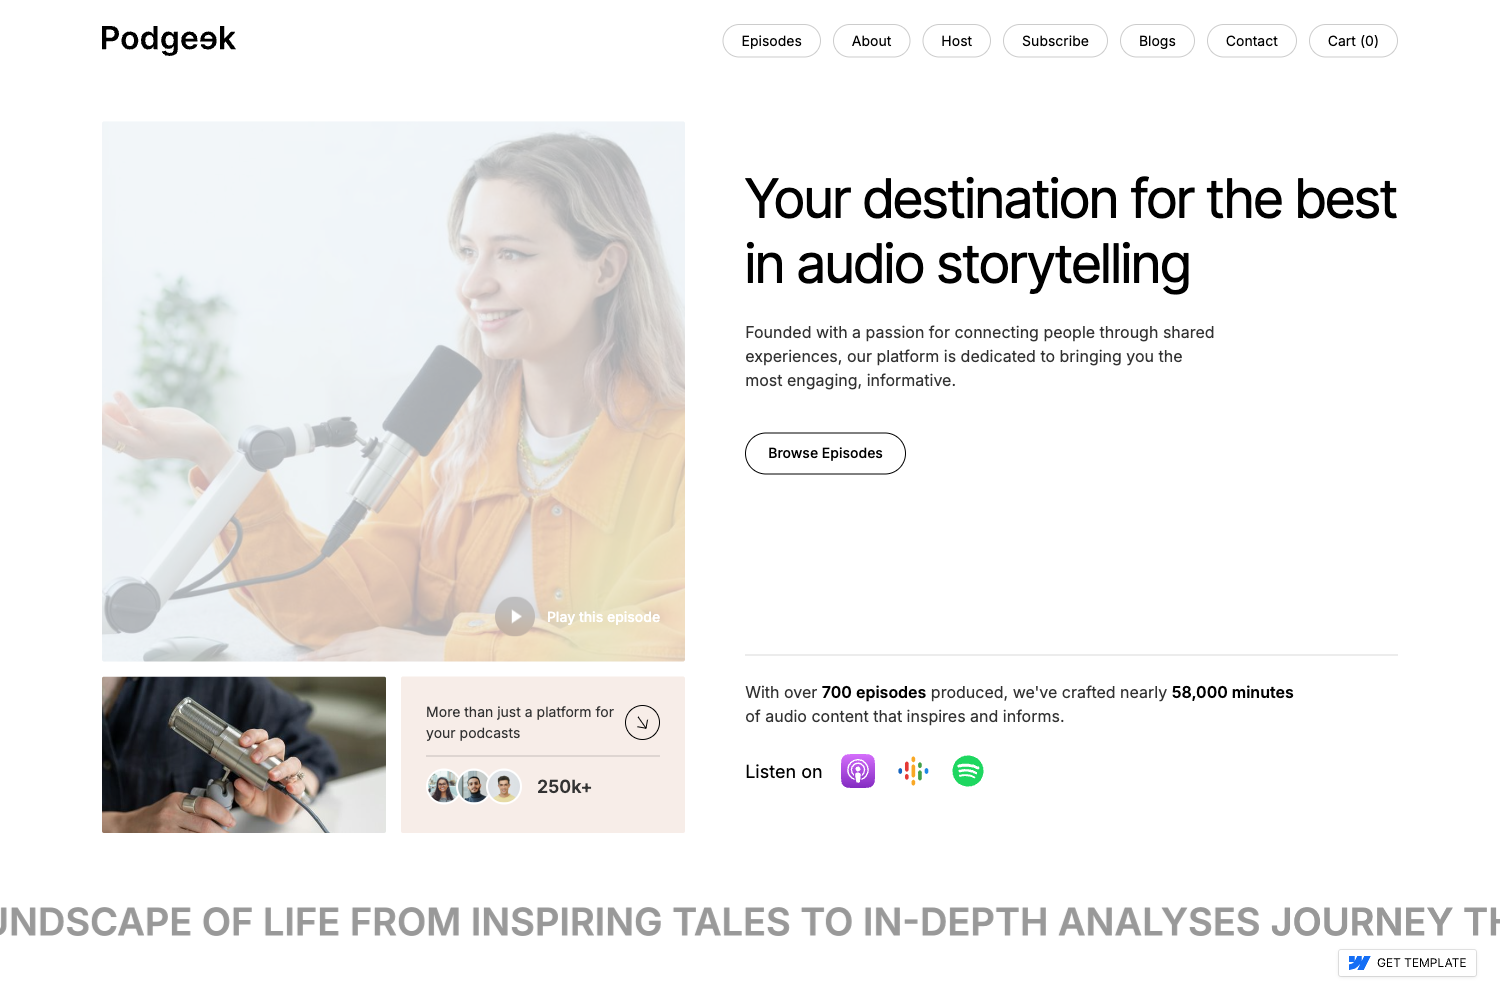 Podgeek
Episodes
About
Host
Subscribe
Blogs
Contact
Cart (0)
Your destination for the best
in audio storytelling
Founded with a passion for connecting people through shared
experiences, our platform is dedicated to bringing you the
most engaging, informative.
Browse Episodes
Play this episode
More than just a platform for
your podcasts
250k+
With over 700 episodes produced, we've crafted nearly 58,000 minutes
of audio content that inspires and informs.
Listen on
UNDSCAPE OF LIFE FROM INSPIRING TALES TO IN-DEPTH ANALYSES JOURNEY TH
GET TEMPLATE